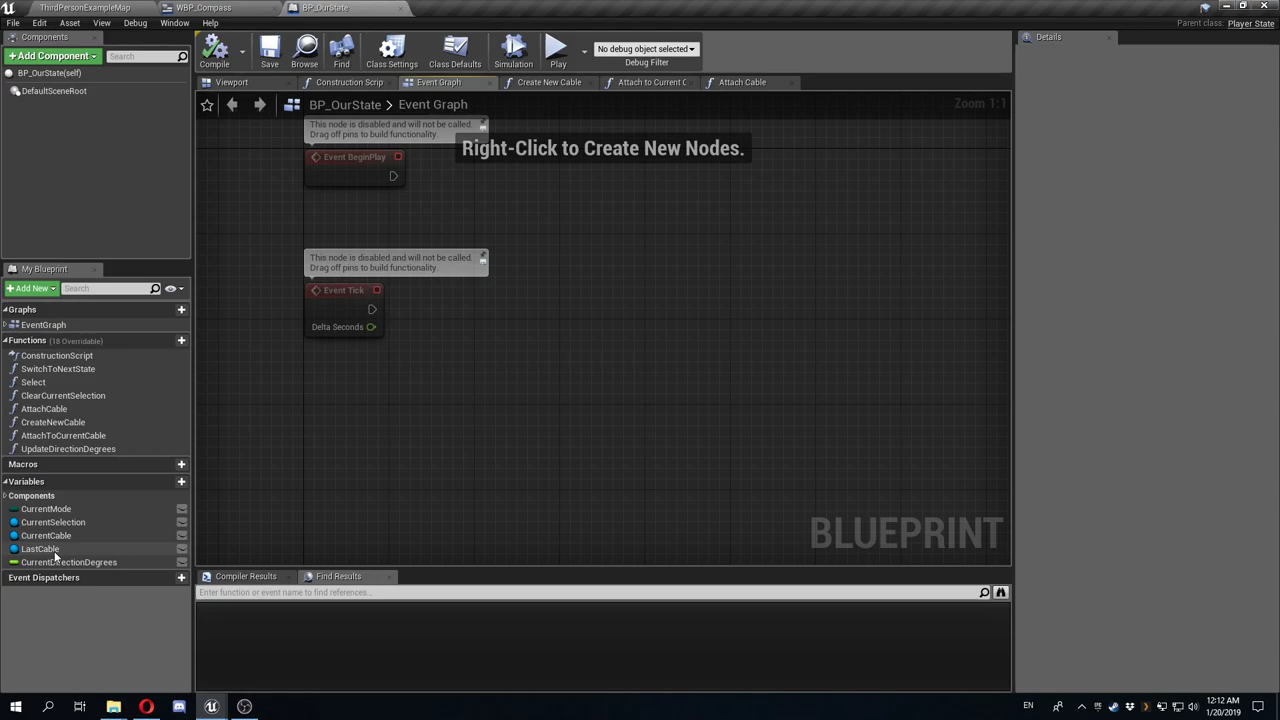 ThirdPersonExampleMap
WBP_Compass
BP_OurState
File Edit Asset View Debug Window Help
Parent class: Player State
Components
+ Add Component
Search
BP_OurState(self)
DefaultSceneRoot
Compile
Save
Browse
Find
Class Settings
Class Defaults
Simulation
Play
No debug object selected
Debug Filter
Details
Viewport
Construction Scrip
Event Graph
Create New Cable
Attach to Current C
Attach Cable
BP_OurState > Event Graph
Zoom 1:1
This node is disabled and will not be called.
Drag off pins to build functionality.
Right-Click to Create New Nodes.
Event BeginPlay
This node is disabled and will not be called.
Drag off pins to build functionality.
Event Tick
Delta Seconds
BLUEPRINT
My Blueprint
+ Add New
Search
Graphs
EventGraph
Functions (18 Overridable)
ConstructionScript
SwitchToNextState
Select
ClearCurrentSelection
AttachCable
CreateNewCable
AttachToCurrentCable
UpdateDirectionDegrees
Macros
Variables
Components
CurrentMode
CurrentSelection
CurrentCable
LastCable
CurrentDirectionDegrees
Event Dispatchers
Compiler Results
Find Results
Enter function or event name to find references...
EN
12:12 AM
1/20/2019